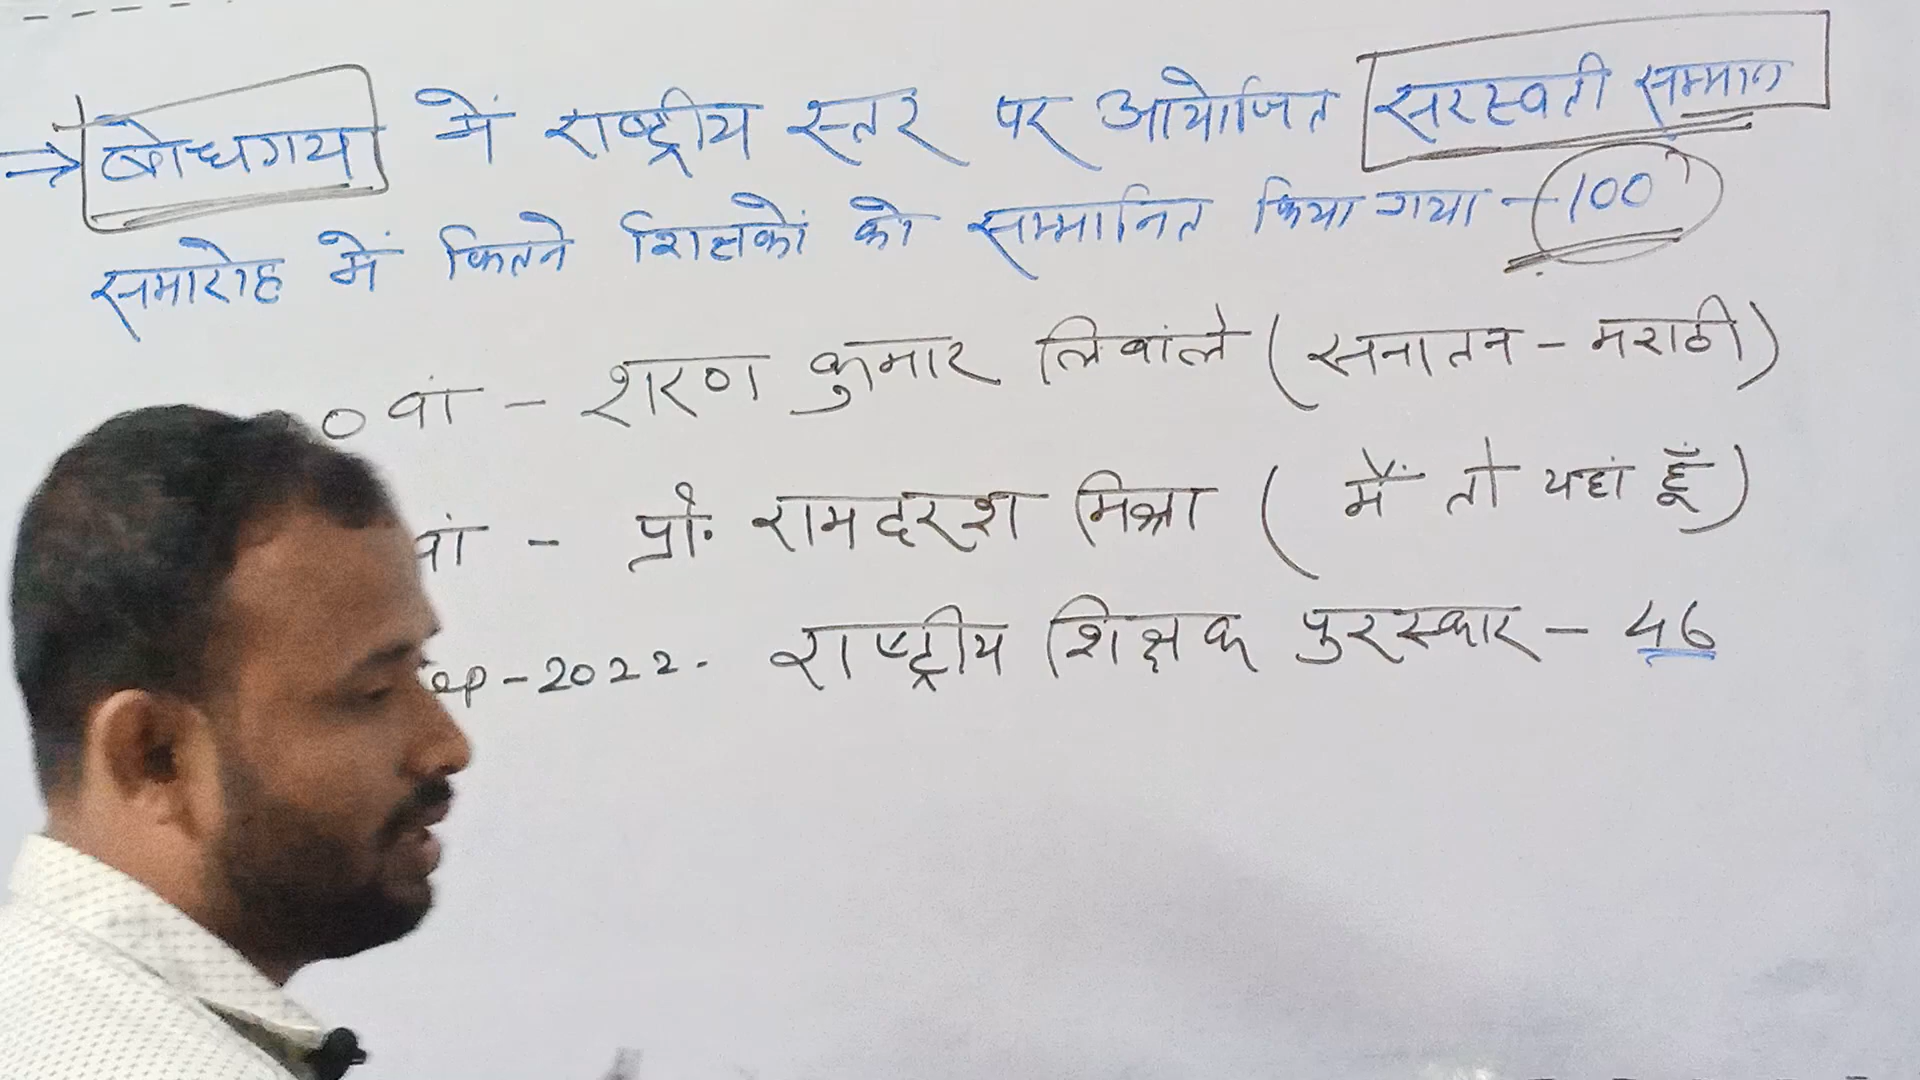 → बोधगया में राष्ट्रीय स्तर पर आयोजित सरस्वती सम्मान
समारोह में कितने शिक्षकों को सम्मानित किया गया - 100
0 वां - शरण कुमार लिबांले (सनातन - मराठी)
वां - प्रो. रामदरश मिश्रा ( मैं तो यहां हूँ )
ep - 2022 - राष्ट्रीय शिक्षक पुरस्कार - 46